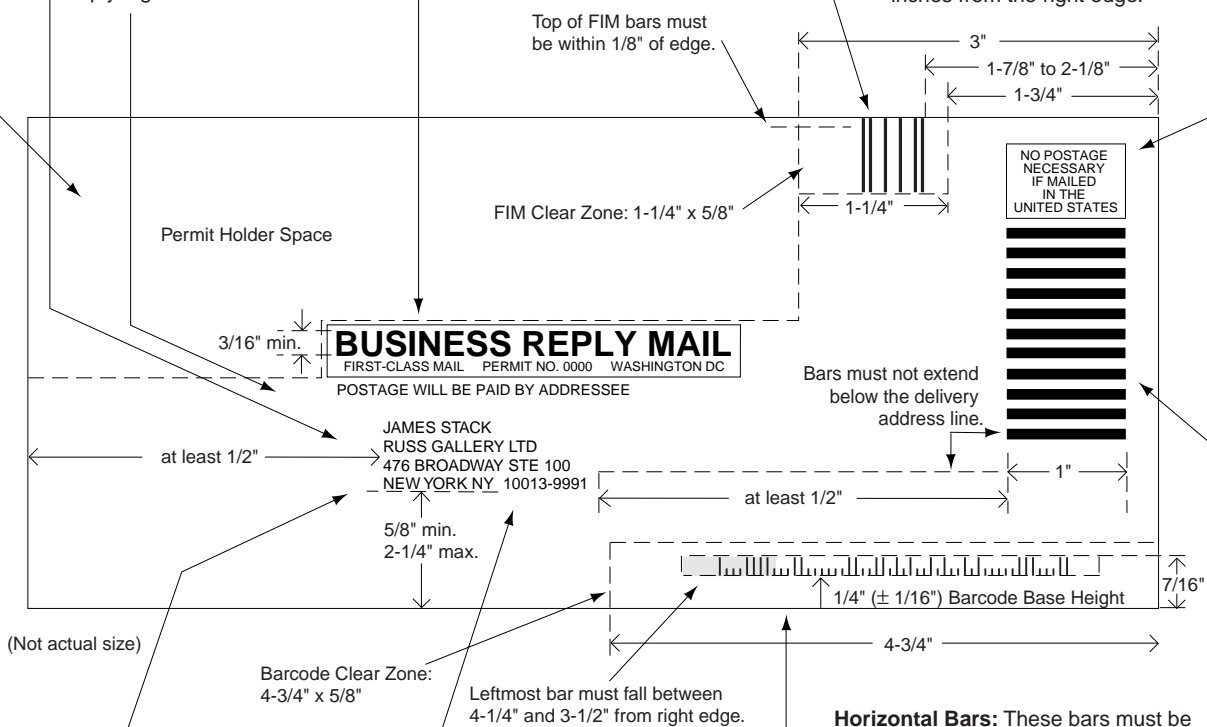 inches from the right edge.
Top of FIM bars must
be within 1/8" of edge.
3"
1-7/8" to 2-1/8"
1-3/4"
NO POSTAGE
NECESSARY
IF MAILED
IN THE
UNITED STATES
FIM Clear Zone: 1-1/4" x 5/8"
1-1/4"
Permit Holder Space
3/16" min.
BUSINESS REPLY MAIL
FIRST-CLASS MAIL PERMIT NO. 0000 WASHINGTON DC
POSTAGE WILL BE PAID BY ADDRESSEE
Bars must not extend
below the delivery
address line.
JAMES STACK
RUSS GALLERY LTD
476 BROADWAY STE 100
NEW YORK NY 10013-9991
at least 1/2"
1"
at least 1/2"
5/8" min.
2-1/4" max.
7/16"
1/4" (± 1/16") Barcode Base Height
4-3/4"
(Not actual size)
Barcode Clear Zone:
4-3/4" x 5/8"
Leftmost bar must fall between
4-1/4" and 3-1/2" from right edge.
Horizontal Bars: These bars must be